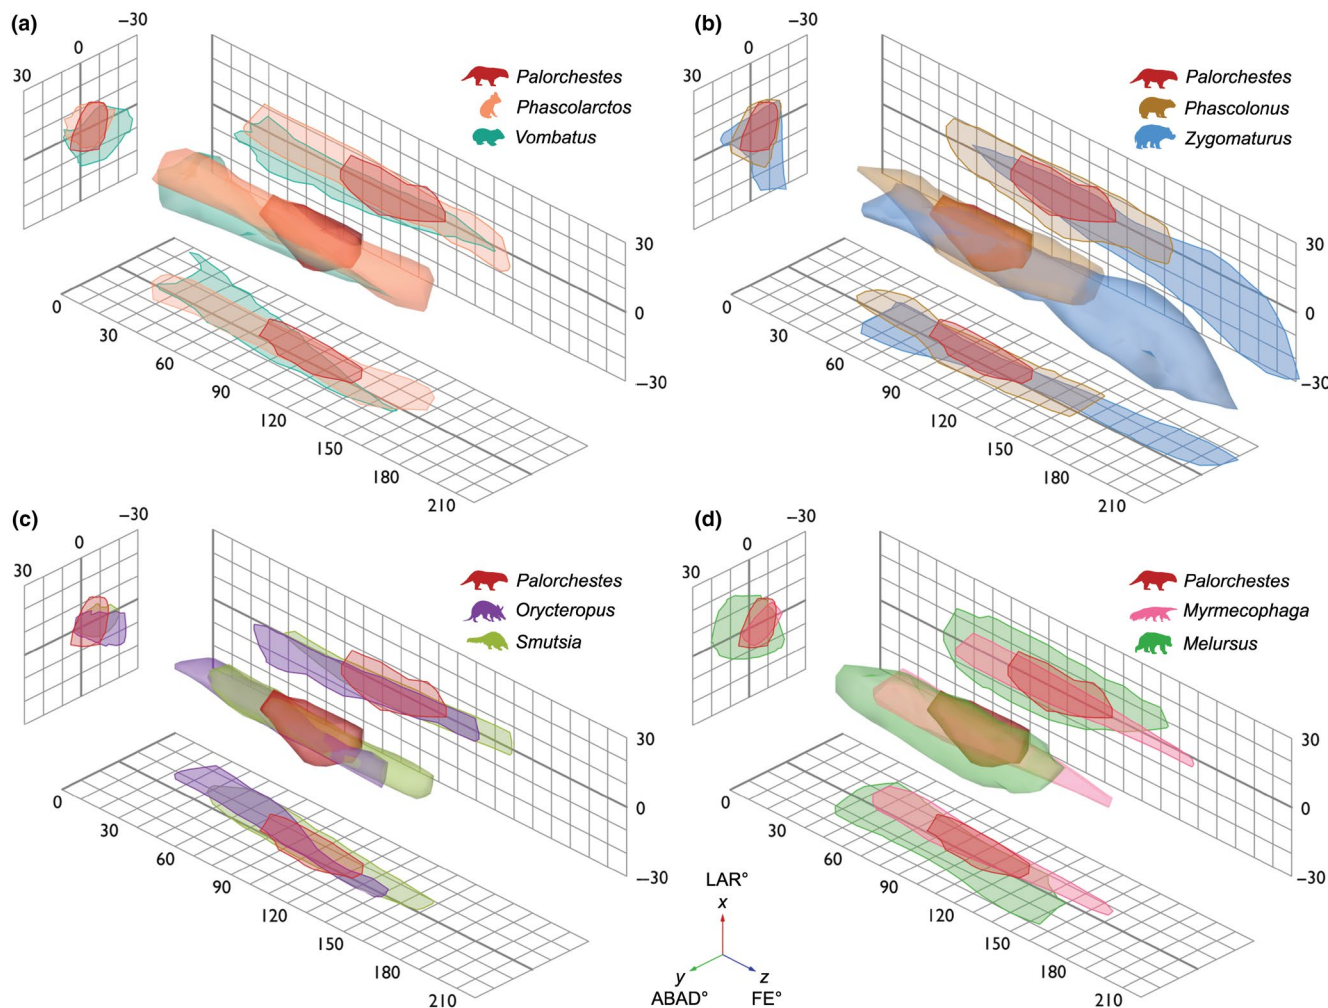 (a)
−30
0
30
Palorchestes
Phascolarctos
Vombatus
30
0
−30
0
30
60
90
120
150
180
210
(b)
−30
0
30
Palorchestes
Phascolonus
Zygomaturus
30
0
−30
0
30
60
90
120
150
180
210
(c)
−30
0
30
Palorchestes
Orycteropus
Smutsia
30
0
−30
0
30
60
90
120
150
180
210
(d)
−30
0
30
Palorchestes
Myrmecophaga
Melursus
30
0
−30
0
30
60
90
120
150
180
210
LAR°
x
y z
ABAD° FE°